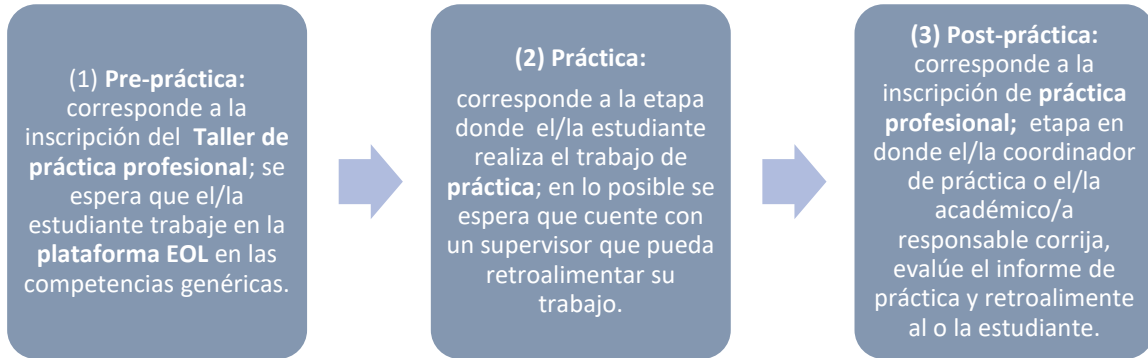 (1) Pre-práctica:
corresponde a la
inscripción del Taller de
práctica profesional; se
espera que el/la
estudiante trabaje en la
plataforma EOL en las
competencias genéricas.
(2) Práctica:
corresponde a la etapa
donde el/la estudiante
realiza el trabajo de
práctica; en lo posible se
espera que cuente con
un supervisor que pueda
retroalimentar su
trabajo.
(3) Post-práctica:
corresponde a la
inscripción de práctica
profesional; etapa en
donde el/la coordinador
de práctica o el/la
académico/a
responsable corrija,
evalúe el informe de
práctica y retroalimente
al o la estudiante.